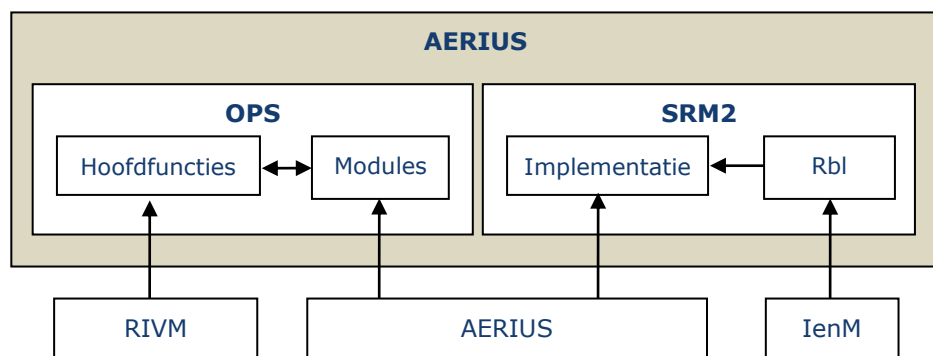 AERIUS
OPS
SRM2
Hoofdfuncties
Modules
Implementatie
Rbl
RIVM
AERIUS
IenM